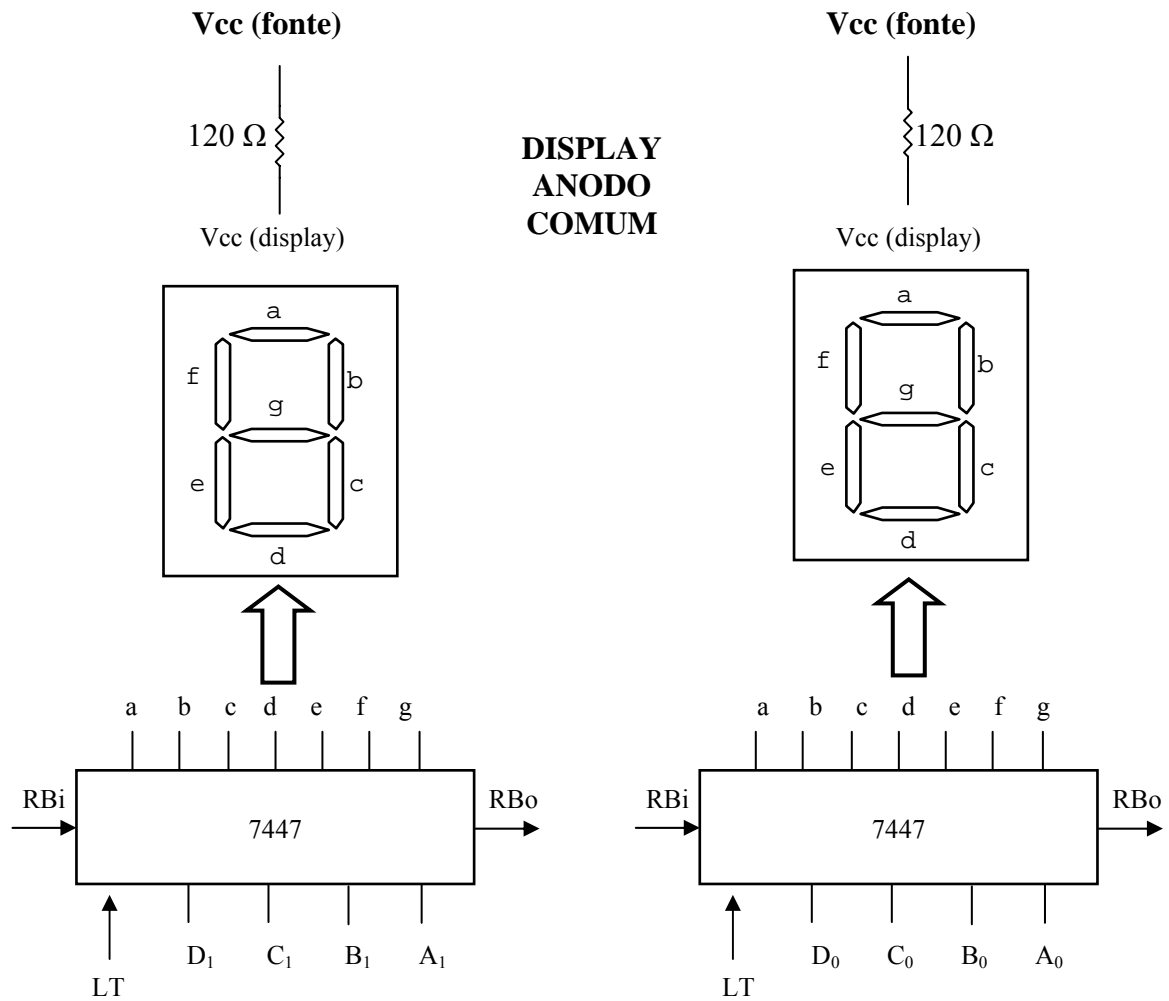 Vcc (fonte) Vcc (fonte)
120 Ω 120 Ω
DISPLAY
ANODO
COMUM
Vcc (display) Vcc (display)
a a
f b f b
g g
e c e c
d d
a b c d e f g a b c d e f g
RBi 7447 RBo RBi 7447 RBo
D₁ C₁ B₁ A₁ D₀ C₀ B₀ A₀
LT LT